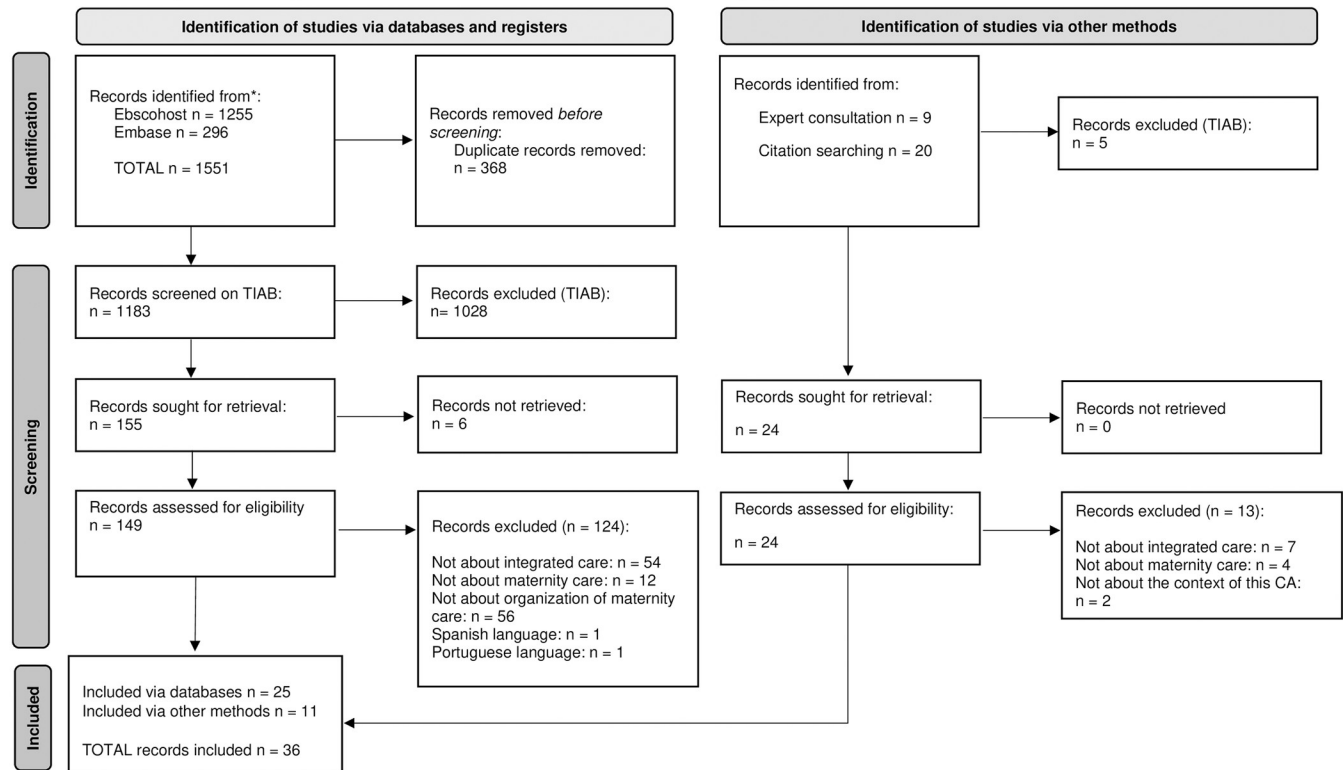 Identification of studies via databases and registers
Identification of studies via other methods
Identification
Records identified from*:
Ebscohost n = 1255
Embase n = 296
TOTAL n = 1551
Records removed before
screening:
Duplicate records removed:
n = 368
Records identified from:
Expert consultation n = 9
Citation searching n = 20
Records excluded (TIAB):
n = 5
Screening
Records screened on TIAB:
n = 1183
Records excluded (TIAB):
n= 1028
Records sought for retrieval:
n = 155
Records not retrieved:
n = 6
Records sought for retrieval:
n = 24
Records not retrieved
n = 0
Records assessed for eligibility
n = 149
Records excluded (n = 124):
Not about integrated care: n = 54
Not about maternity care: n = 12
Not about organization of maternity
care: n = 56
Spanish language: n = 1
Portuguese language: n = 1
Records assessed for eligibility:
n = 24
Records excluded (n = 13):
Not about integrated care: n = 7
Not about maternity care: n = 4
Not about the context of this CA:
n = 2
Included
Included via databases n = 25
Included via other methods n = 11
TOTAL records included n = 36